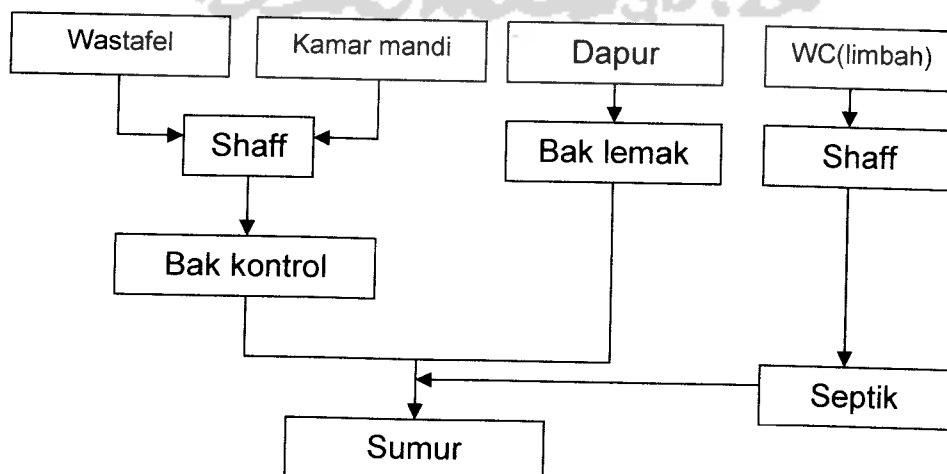 Wastafel
Kamar mandi
Dapur
WC(limbah)
Shaff
Bak lemak
Shaff
Bak kontrol
Septik
Sumur